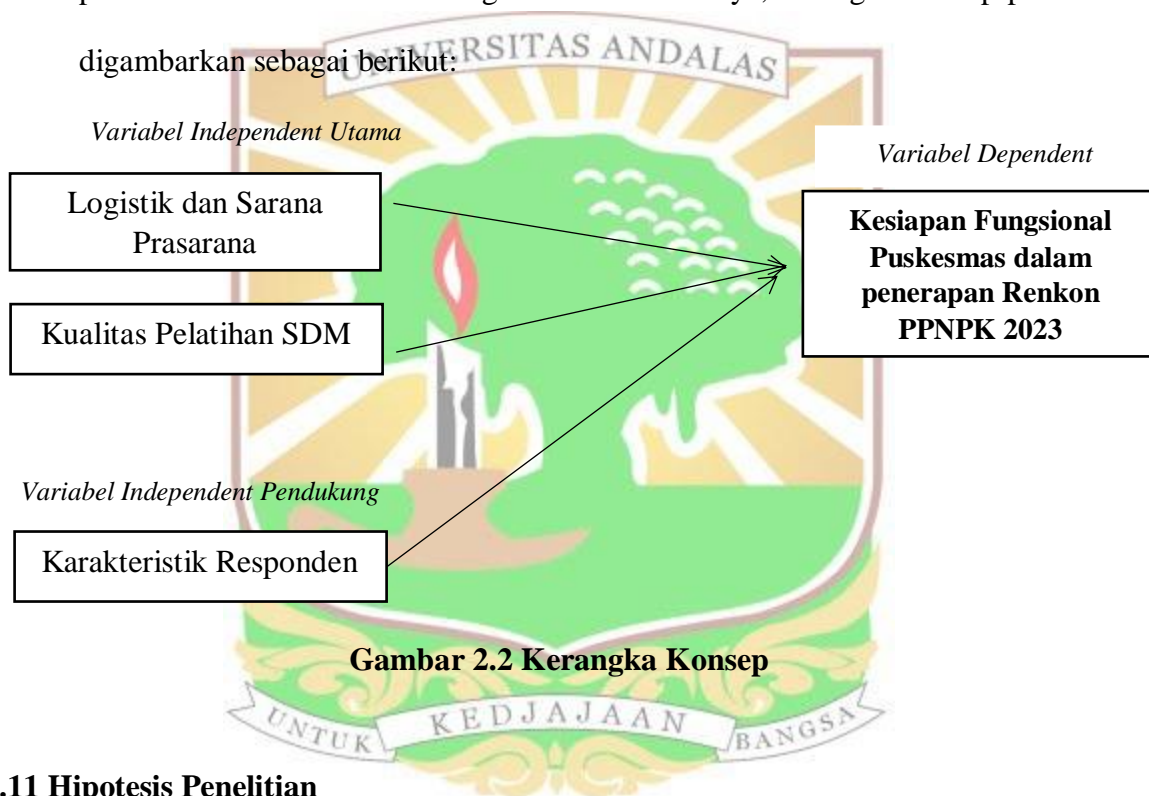 digambarkan sebagai berikut:
UNIVERSITAS ANDALAS
Variabel Independent Utama
Variabel Dependent
Logistik dan Sarana
Prasarana
Kesiapan Fungsional
Puskesmas dalam
penerapan Renkon
PPNPK 2023
Kualitas Pelatihan SDM
Variabel Independent Pendukung
Karakteristik Responden
Gambar 2.2 Kerangka Konsep
UNTUK KEDJAJAAN BANGSA
.11 Hipotesis Penelitian